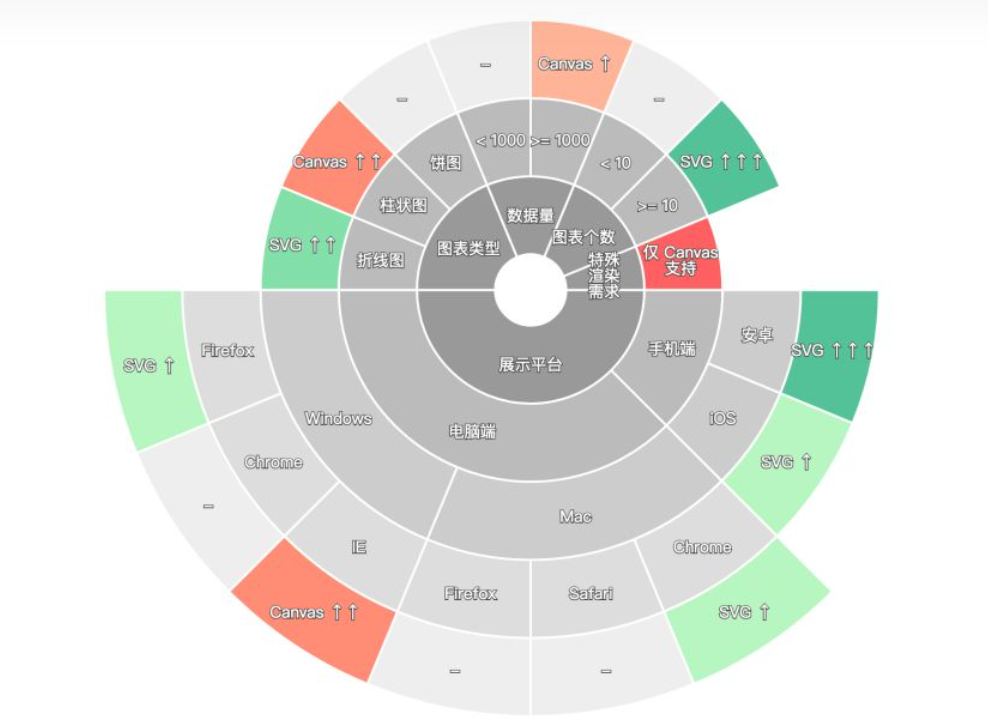 –
Canvas ↑
–
–
Canvas ↑↑
饼图
< 1000
>= 1000
< 10
SVG ↑↑↑
柱状图
>= 10
数据量
SVG ↑↑
折线图
图表类型
图表个数
特殊
渲染
需求
仅 Canvas
支持
SVG ↑
Firefox
Windows
展示平台
手机端
安卓
SVG ↑↑↑
电脑端
iOS
Chrome
SVG ↑
–
Mac
IE
Chrome
Canvas ↑↑
Firefox
Safari
SVG ↑
–
–